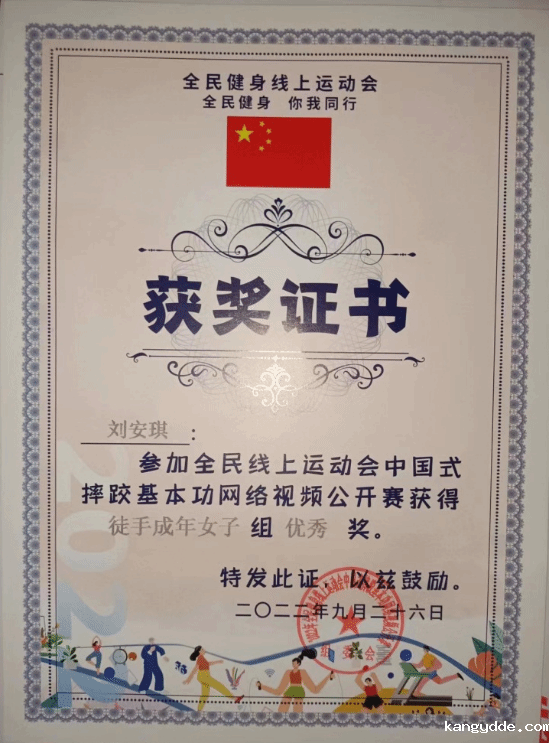 全民健身线上运动会
全民健身 你我同行
获奖证书
刘安琪：
参加全民线上运动会中国式
摔跤基本功网络视频公开赛获得
徒手成年女子 组 优秀 奖。
特发此证，以兹鼓励。
二〇二二年九月二十六日
组委会
2022
kangydde.com